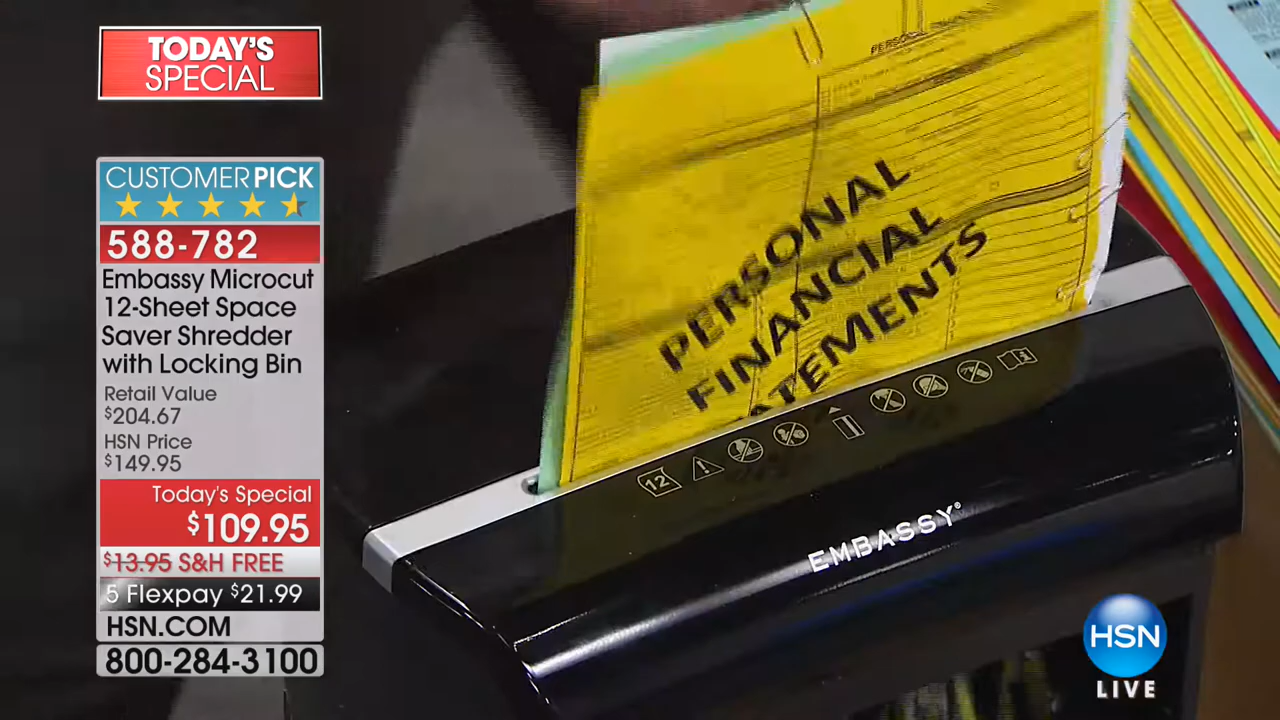 TODAY'S
SPECIAL
CUSTOMER PICK
588-782
Embassy Microcut
12-Sheet Space
Saver Shredder
with Locking Bin
Retail Value
$204.67
HSN Price
$149.95
Today's Special
$109.95
$13.95 S&H FREE
5 Flexpay $21.99
HSN.COM
800-284-3100
PERSONAL
FINANCIAL
STATEMENTS
12
EMBASSY®
HSN
LIVE